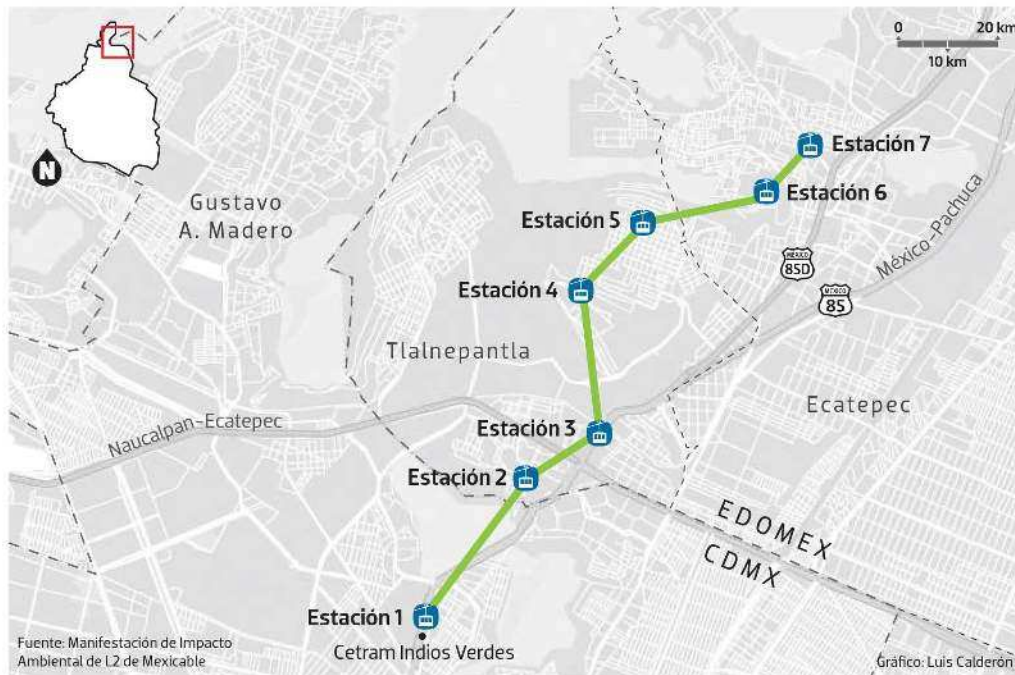 0
20 km
10 km
N
Estación 7
Estación 6
Gustavo
A. Madero
Estación 5
México-Pachuca
MÉXICO
85D
MÉXICO
85
Estación 4
Tlalnepantla
Ecatepec
Naucalpan-Ecatepec
Estación 3
Estación 2
EDOMEX
CDMX
Estación 1
Cetram Indios Verdes
Fuente: Manifestación de Impacto
Ambiental de L2 de Mexicable
Gráfico: Luis Calderón